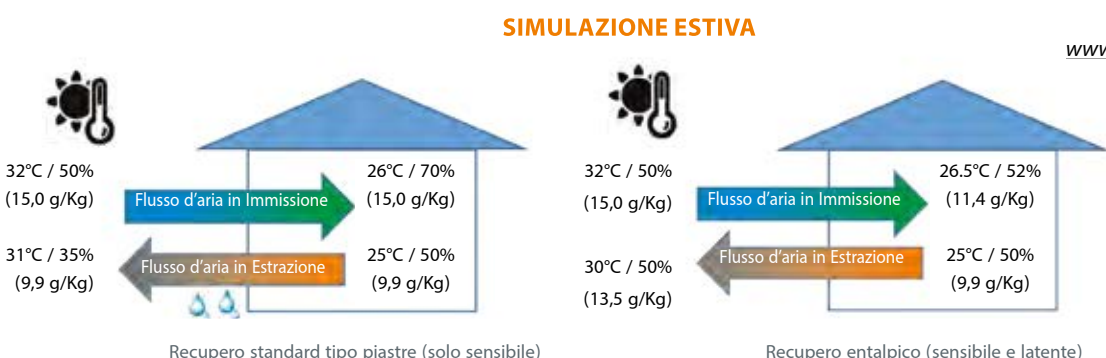 SIMULAZIONE ESTIVA
www
32°C / 50%
(15,0 g/Kg)
Flusso d'aria in Immissione
26°C / 70%
(15,0 g/Kg)
31°C / 35%
(9,9 g/Kg)
Flusso d'aria in Estrazione
25°C / 50%
(9,9 g/Kg)
Recupero standard tipo piastre (solo sensibile)
32°C / 50%
(15,0 g/Kg)
Flusso d'aria in Immissione
26.5°C / 52%
(11,4 g/Kg)
30°C / 50%
(13,5 g/Kg)
Flusso d'aria in Estrazione
25°C / 50%
(9,9 g/Kg)
Recupero entalpico (sensibile e latente)